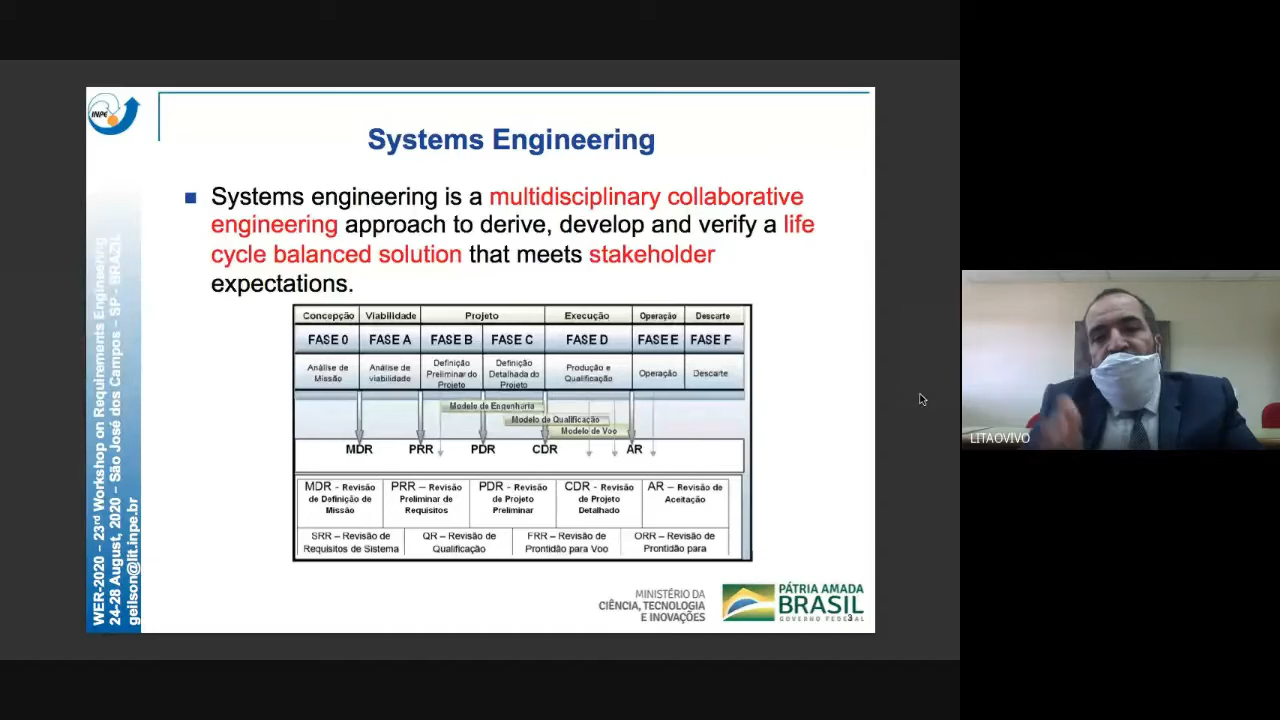 INPE
Systems Engineering
Systems engineering is a multidisciplinary collaborative
engineering approach to derive, develop and verify a life
cycle balanced solution that meets stakeholder
expectations.
Concepção Viabilidade Projeto Execução Operação Descarte
FASE 0 FASE A FASE B FASE C FASE D FASE E FASE F
Análise de Missão
Análise de viabilidade
Definição Preliminar do Projeto
Definição Detalhada do Projeto
Produção e Qualificação
Operação
Descarte
Modelo de Engenharia
Modelo de Qualificação
Modelo de Voo
MDR PRR PDR CDR AR
MDR - Revisão de Definição de Missão
PRR – Revisão Preliminar de Requisitos
PDR – Revisão de Projeto Preliminar
CDR – Revisão de Projeto Detalhado
AR – Revisão de Aceitação
SRR – Revisão de Requisitos de Sistema
QR – Revisão de Qualificação
FRR – Revisão de Prontidão para Voo
ORR – Revisão de Prontidão para
WER-2020 – 23rd Workshop on Requirements Engineering
24-28 August, 2020 – São José dos Campos – SP - BRAZIL
geilson@lit.inpe.br
MINISTÉRIO DA
CIÊNCIA, TECNOLOGIA
E INOVAÇÕES
PÁTRIA AMADA
BRASIL
GOVERNO FEDERAL
3
LITAOVIVO